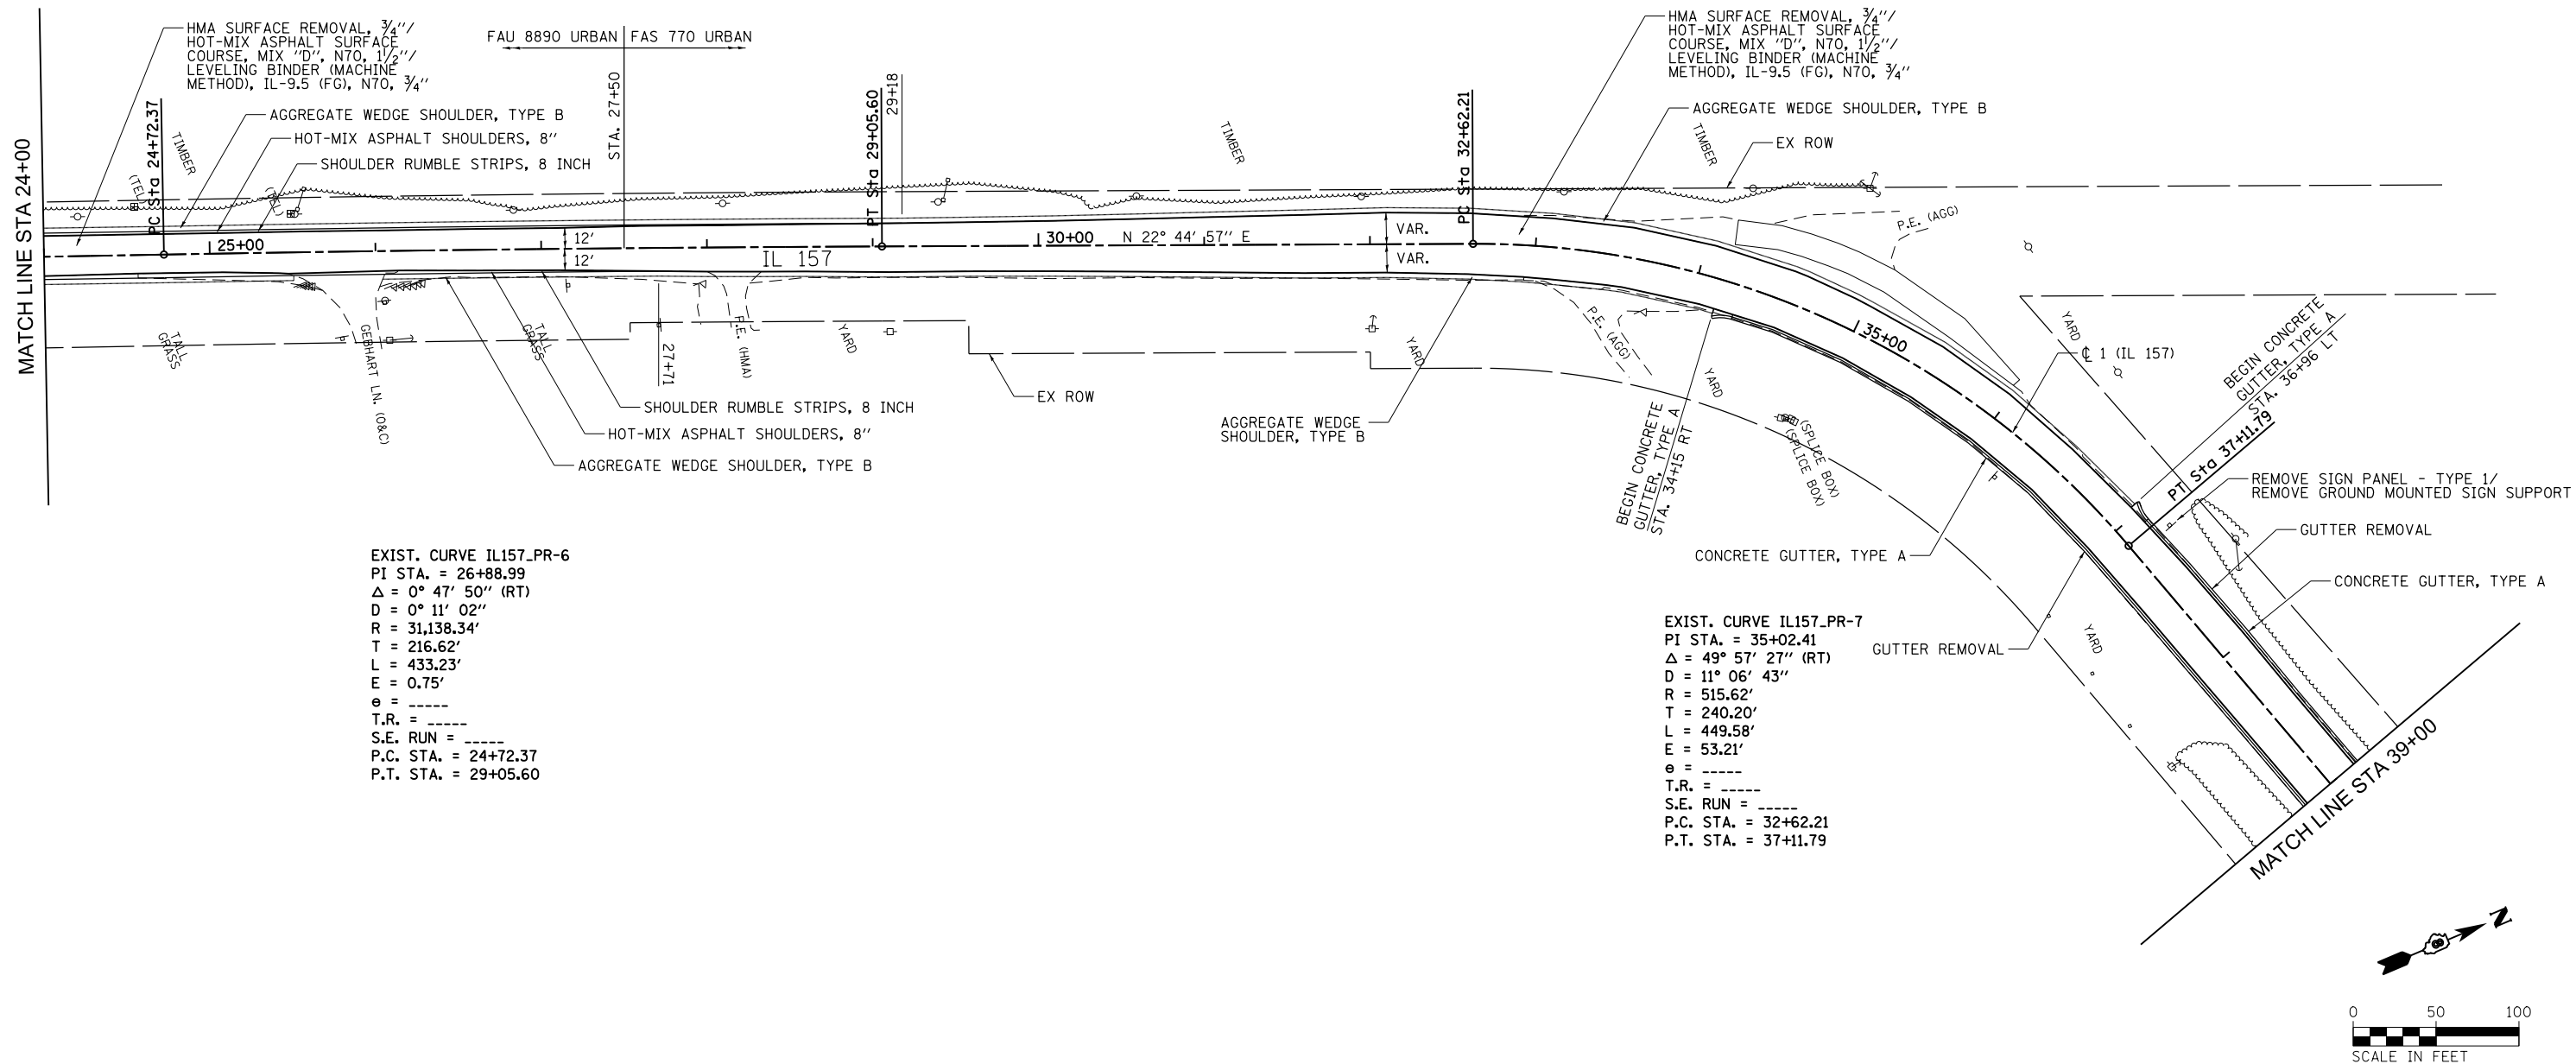 HMA SURFACE REMOVAL, 3/4"/
HOT-MIX ASPHALT SURFACE
COURSE, MIX "D", N70, 1 1/2"/
LEVELING BINDER (MACHINE
METHOD), IL-9.5 (FG), N70, 3/4"
AGGREGATE WEDGE SHOULDER, TYPE B
HOT-MIX ASPHALT SHOULDERS, 8"
SHOULDER RUMBLE STRIPS, 8 INCH
FAU 8890 URBAN
FAS 770 URBAN
STA. 27+50
MATCH LINE STA 24+00
PC Sta 24+72.37
TIMBER
(TEL)
(TEL)
PT Sta 29+05.60
29+18
TIMBER
PC Sta 32+62.21
HMA SURFACE REMOVAL, 3/4"/
HOT-MIX ASPHALT SURFACE
COURSE, MIX "D", N70, 1 1/2"/
LEVELING BINDER (MACHINE
METHOD), IL-9.5 (FG), N70, 3/4"
AGGREGATE WEDGE SHOULDER, TYPE B
TIMBER
EX ROW
P.E. (AGG)
25+00
12'
12'
IL 157
30+00
N 22° 44' 57" E
VAR.
VAR.
35+00
℄ 1 (IL 157)
TALL
GRASS
GEBHART LN. (O&C)
TALL
GRASS
27+71
P.E. (HMA)
YARD
EX ROW
YARD
P.E. (AGG)
YARD
YARD
SHOULDER RUMBLE STRIPS, 8 INCH
HOT-MIX ASPHALT SHOULDERS, 8"
AGGREGATE WEDGE SHOULDER, TYPE B
AGGREGATE WEDGE
SHOULDER, TYPE B
BEGIN CONCRETE
GUTTER, TYPE A
STA. 34+15 RT
(SPLICE BOX)
(SPLICE BOX)
BEGIN CONCRETE
GUTTER, TYPE A
STA. 36+96 LT
PT Sta 37+11.79
REMOVE SIGN PANEL - TYPE 1/
REMOVE GROUND MOUNTED SIGN SUPPORT
GUTTER REMOVAL
CONCRETE GUTTER, TYPE A
CONCRETE GUTTER, TYPE A
GUTTER REMOVAL
YARD
MATCH LINE STA 39+00
EXIST. CURVE IL157_PR-6
PI STA. = 26+88.99
Δ = 0° 47' 50" (RT)
D = 0° 11' 02"
R = 31,138.34'
T = 216.62'
L = 433.23'
E = 0.75'
e = _____
T.R. = _____
S.E. RUN = _____
P.C. STA. = 24+72.37
P.T. STA. = 29+05.60
EXIST. CURVE IL157_PR-7
PI STA. = 35+02.41
Δ = 49° 57' 27" (RT)
D = 11° 06' 43"
R = 515.62'
T = 240.20'
L = 449.58'
E = 53.21'
e = _____
T.R. = _____
S.E. RUN = _____
P.C. STA. = 32+62.21
P.T. STA. = 37+11.79
N
0 50 100
SCALE IN FEET